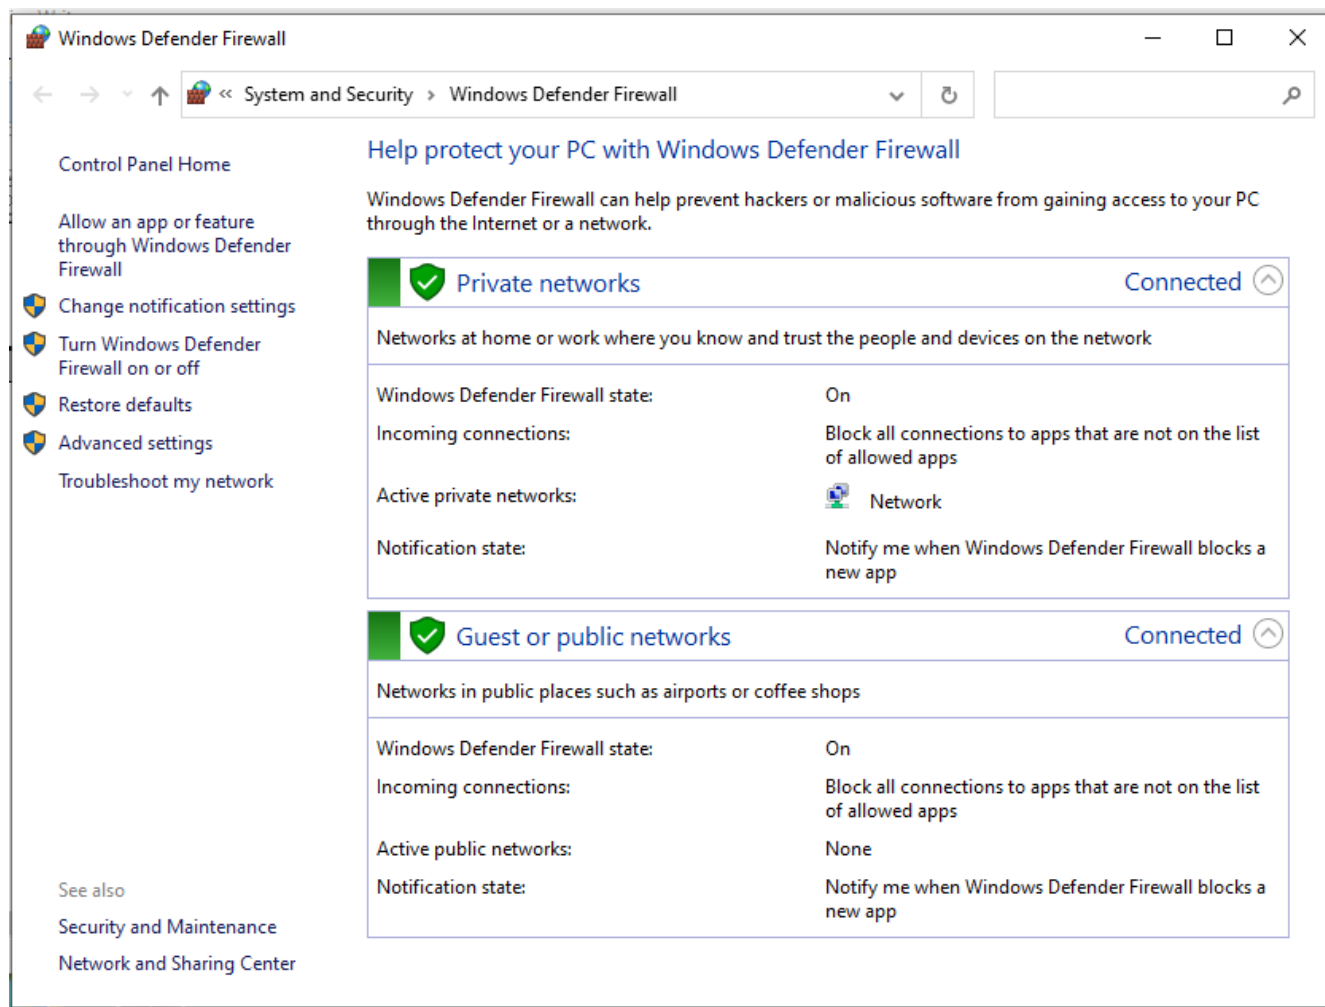 Windows Defender Firewall
« System and Security > Windows Defender Firewall
Control Panel Home
Allow an app or feature
through Windows Defender
Firewall
Change notification settings
Turn Windows Defender
Firewall on or off
Restore defaults
Advanced settings
Troubleshoot my network
See also
Security and Maintenance
Network and Sharing Center
Help protect your PC with Windows Defender Firewall
Windows Defender Firewall can help prevent hackers or malicious software from gaining access to your PC
through the Internet or a network.
Private networks Connected
Networks at home or work where you know and trust the people and devices on the network
Windows Defender Firewall state: On
Incoming connections: Block all connections to apps that are not on the list
of allowed apps
Active private networks: Network
Notification state: Notify me when Windows Defender Firewall blocks a
new app
Guest or public networks Connected
Networks in public places such as airports or coffee shops
Windows Defender Firewall state: On
Incoming connections: Block all connections to apps that are not on the list
of allowed apps
Active public networks: None
Notification state: Notify me when Windows Defender Firewall blocks a
new app